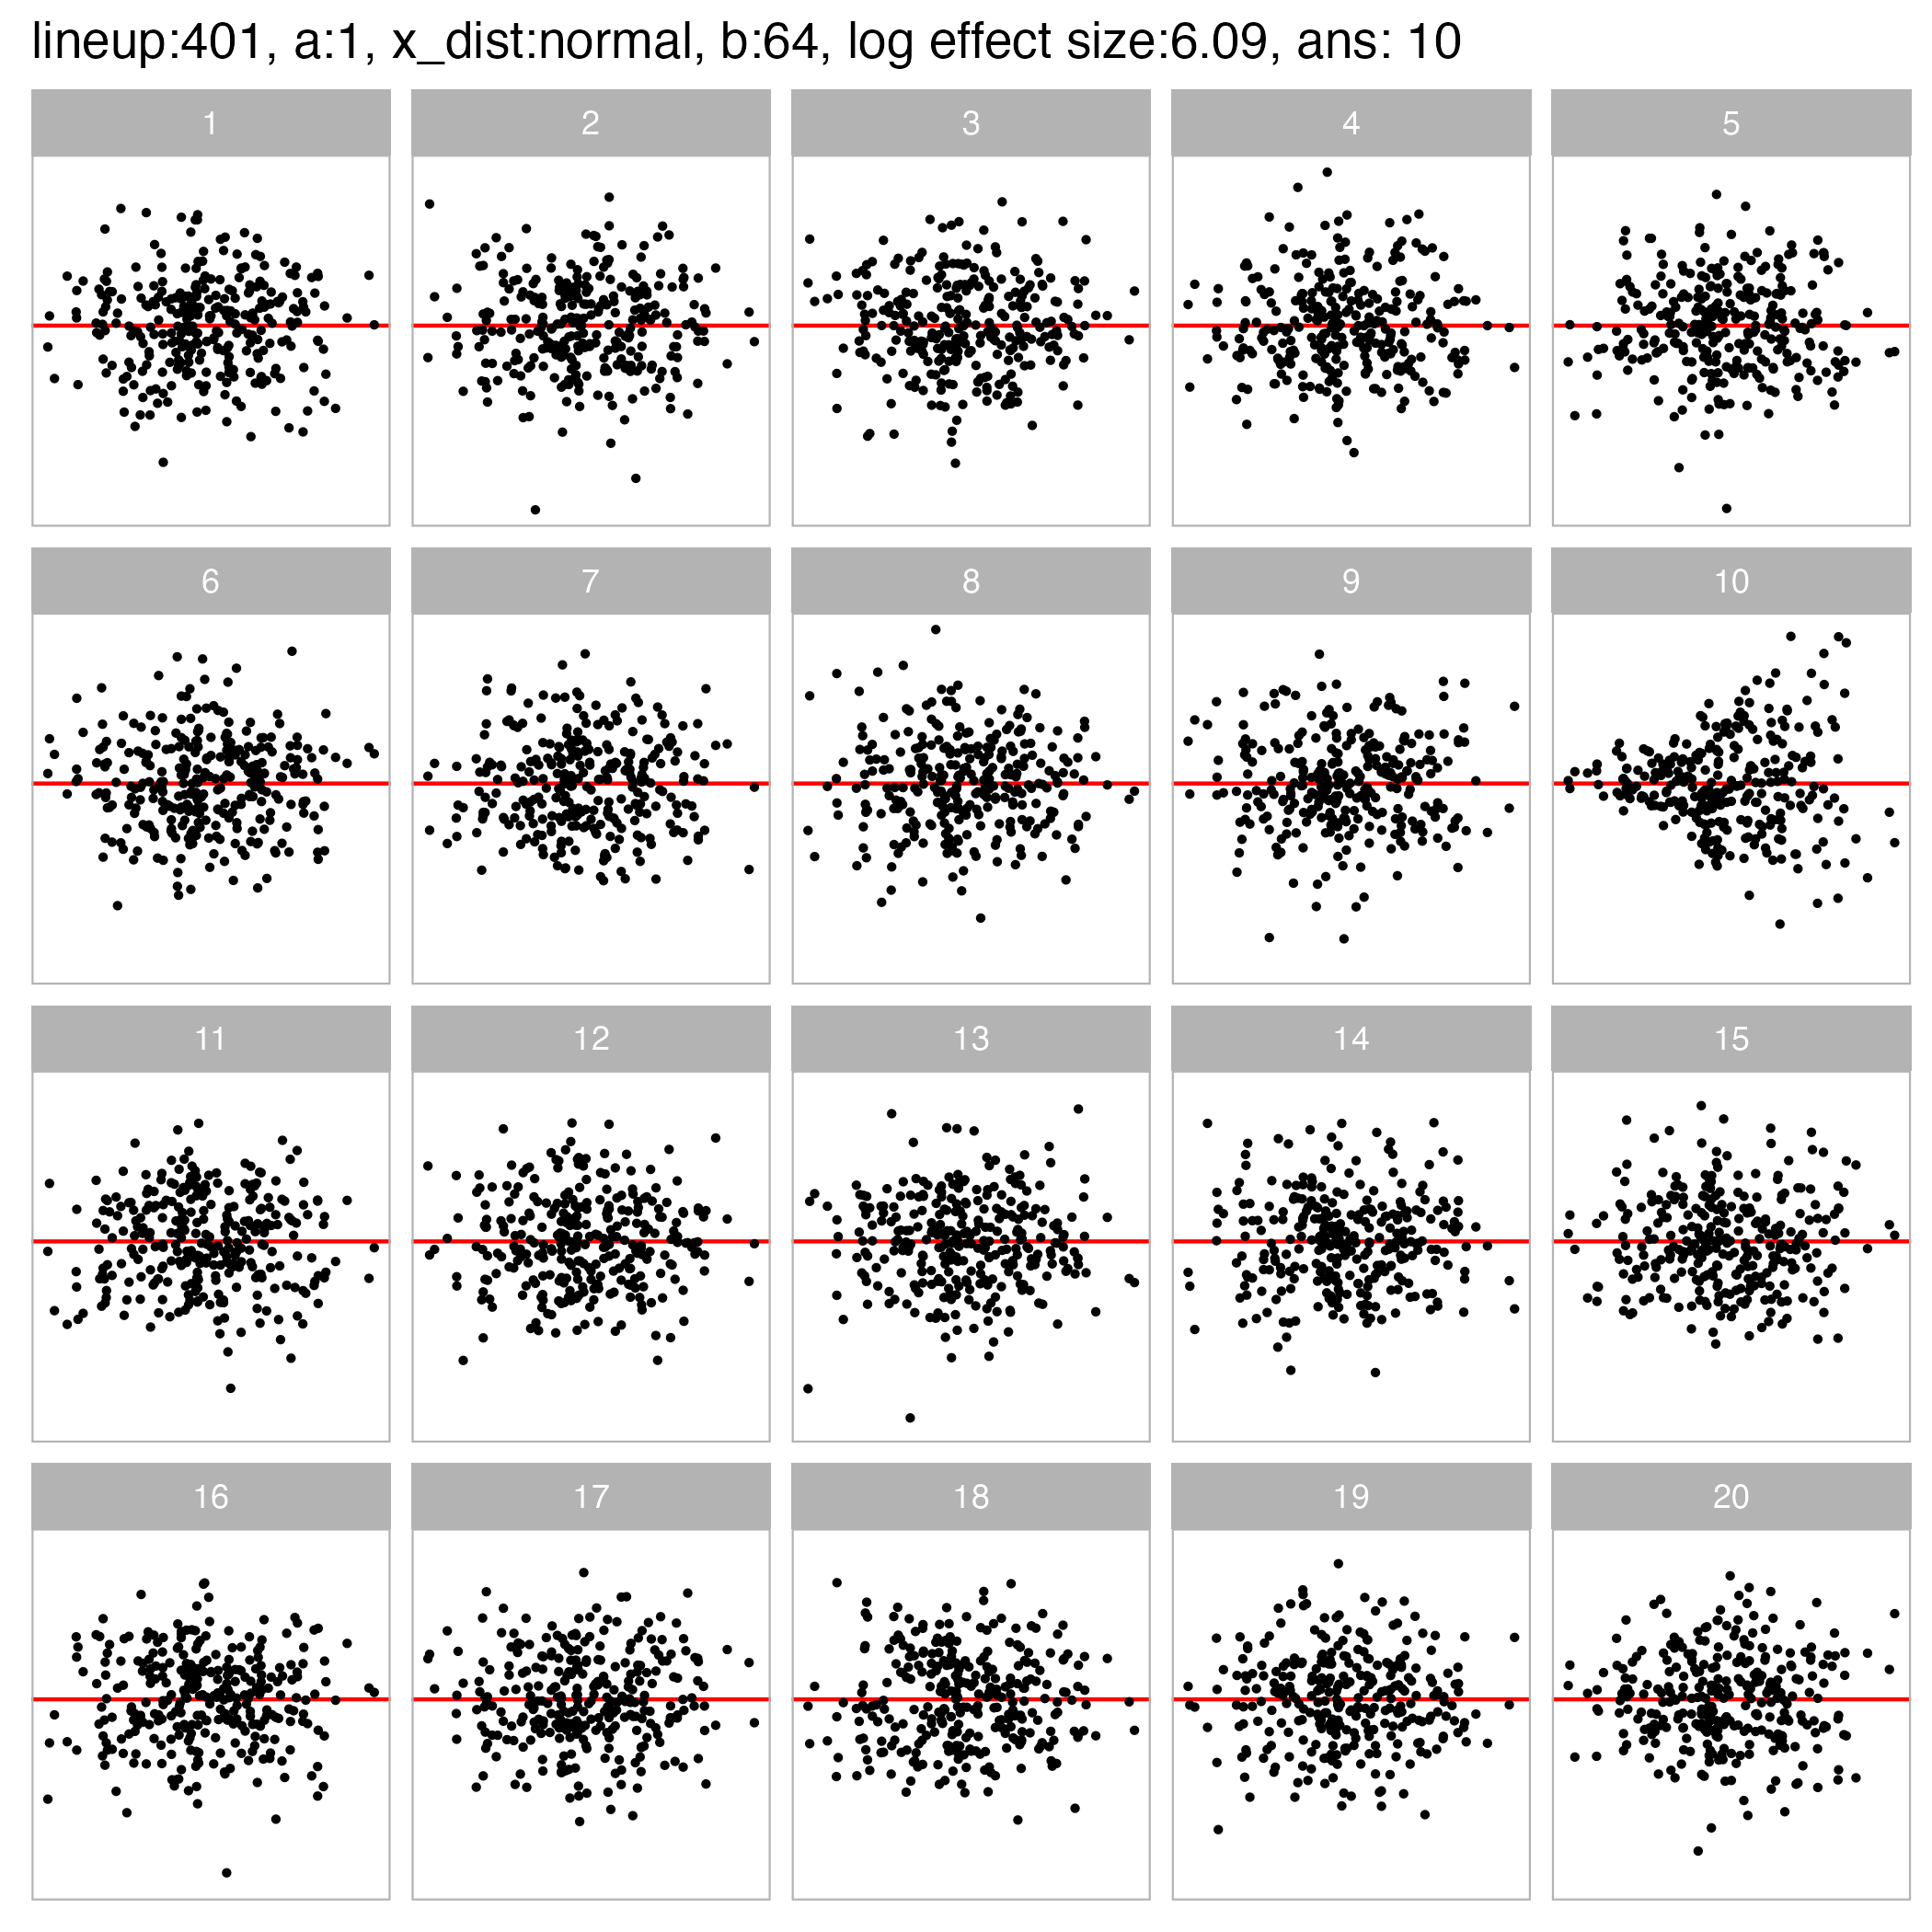 lineup:401, a:1, x_dist:normal, b:64, log effect size:6.09, ans: 10
1 2 3 4 5
6 7 8 9 10
11 12 13 14 15
16 17 18 19 20